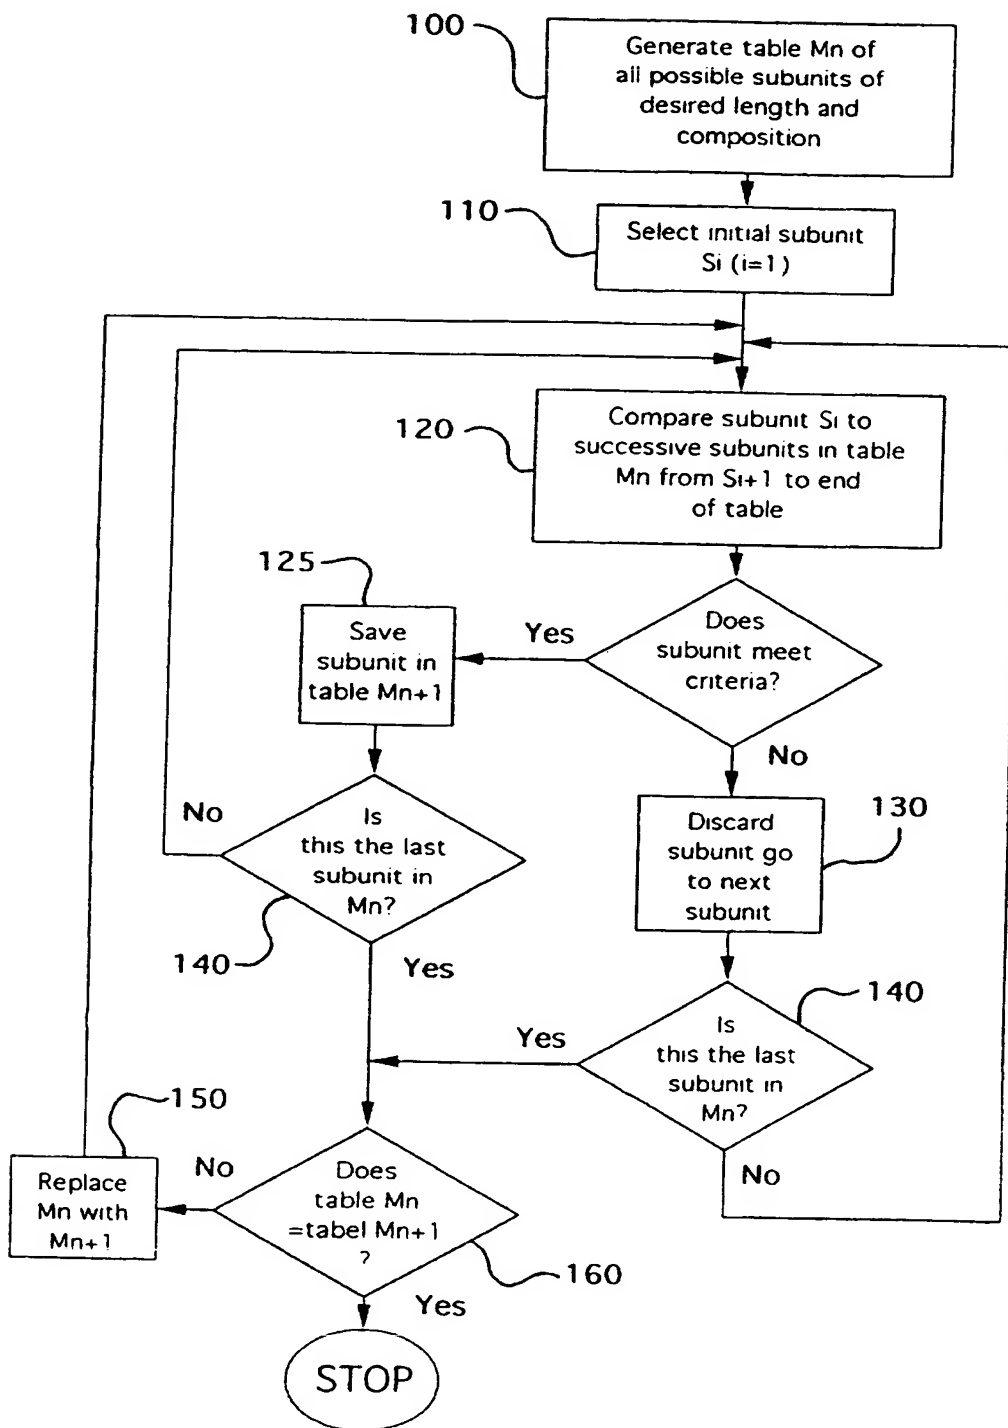 100
Generate table Mn of
all possible subunits of
desired length and
composition
110
Select initial subunit
Si (i=1)
120
Compare subunit Si to
successive subunits in table
Mn from Si+1 to end
of table
125
Save
subunit in
table Mn+1
Yes
Does
subunit meet
criteria?
No
No
Is
this the last
subunit in
Mn?
140
Yes
Discard
subunit go
to next
subunit
130
Yes
Is
this the last
subunit in
Mn?
140
No
150
Replace
Mn with
Mn+1
No
Does
table Mn
=tabel Mn+1
?
160
Yes
STOP